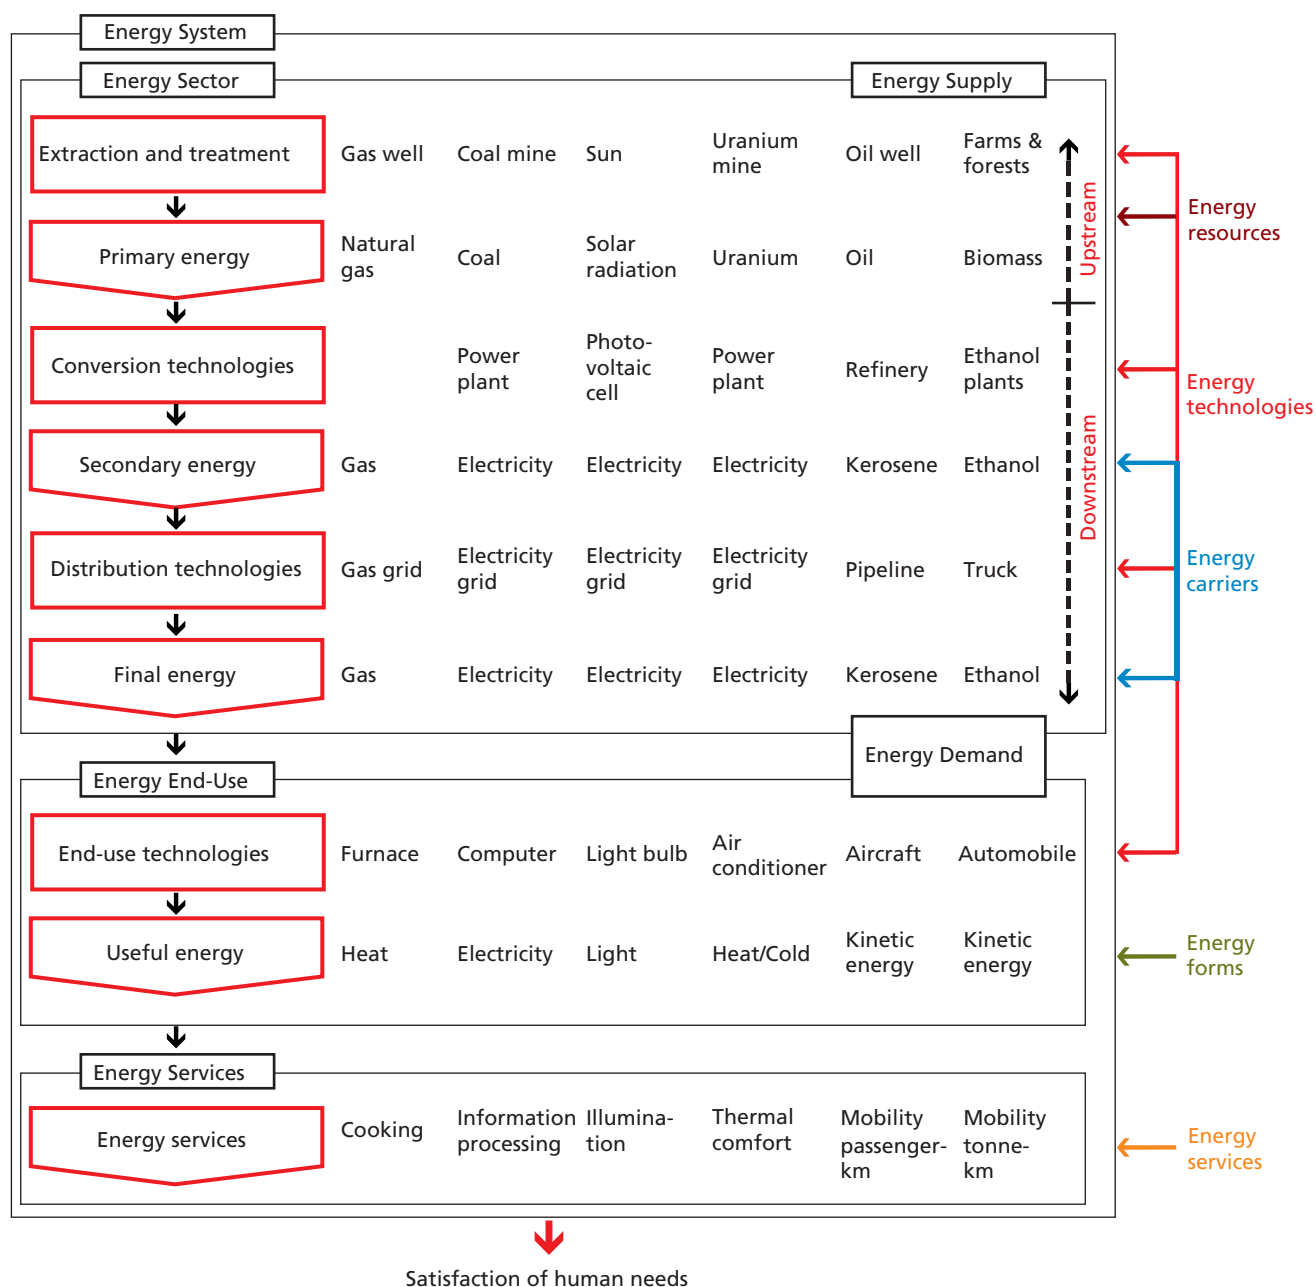 Energy System
Energy Sector
Energy Supply
Extraction and treatment
Gas well
Coal mine
Sun
Uranium
mine
Oil well
Farms &
forests
Upstream
Energy
resources
Primary energy
Natural
gas
Coal
Solar
radiation
Uranium
Oil
Biomass
Conversion technologies
Power
plant
Photo-
voltaic
cell
Power
plant
Refinery
Ethanol
plants
Energy
technologies
Downstream
Secondary energy
Gas
Electricity
Electricity
Electricity
Kerosene
Ethanol
Distribution technologies
Gas grid
Electricity
grid
Electricity
grid
Electricity
grid
Pipeline
Truck
Energy
carriers
Final energy
Gas
Electricity
Electricity
Electricity
Kerosene
Ethanol
Energy Demand
Energy End-Use
End-use technologies
Furnace
Computer
Light bulb
Air
conditioner
Aircraft
Automobile
Useful energy
Heat
Electricity
Light
Heat/Cold
Kinetic
energy
Kinetic
energy
Energy
forms
Energy Services
Energy services
Cooking
Information
processing
Illumina-
tion
Thermal
comfort
Mobility
passenger-
km
Mobility
tonne-
km
Energy
services
Satisfaction of human needs